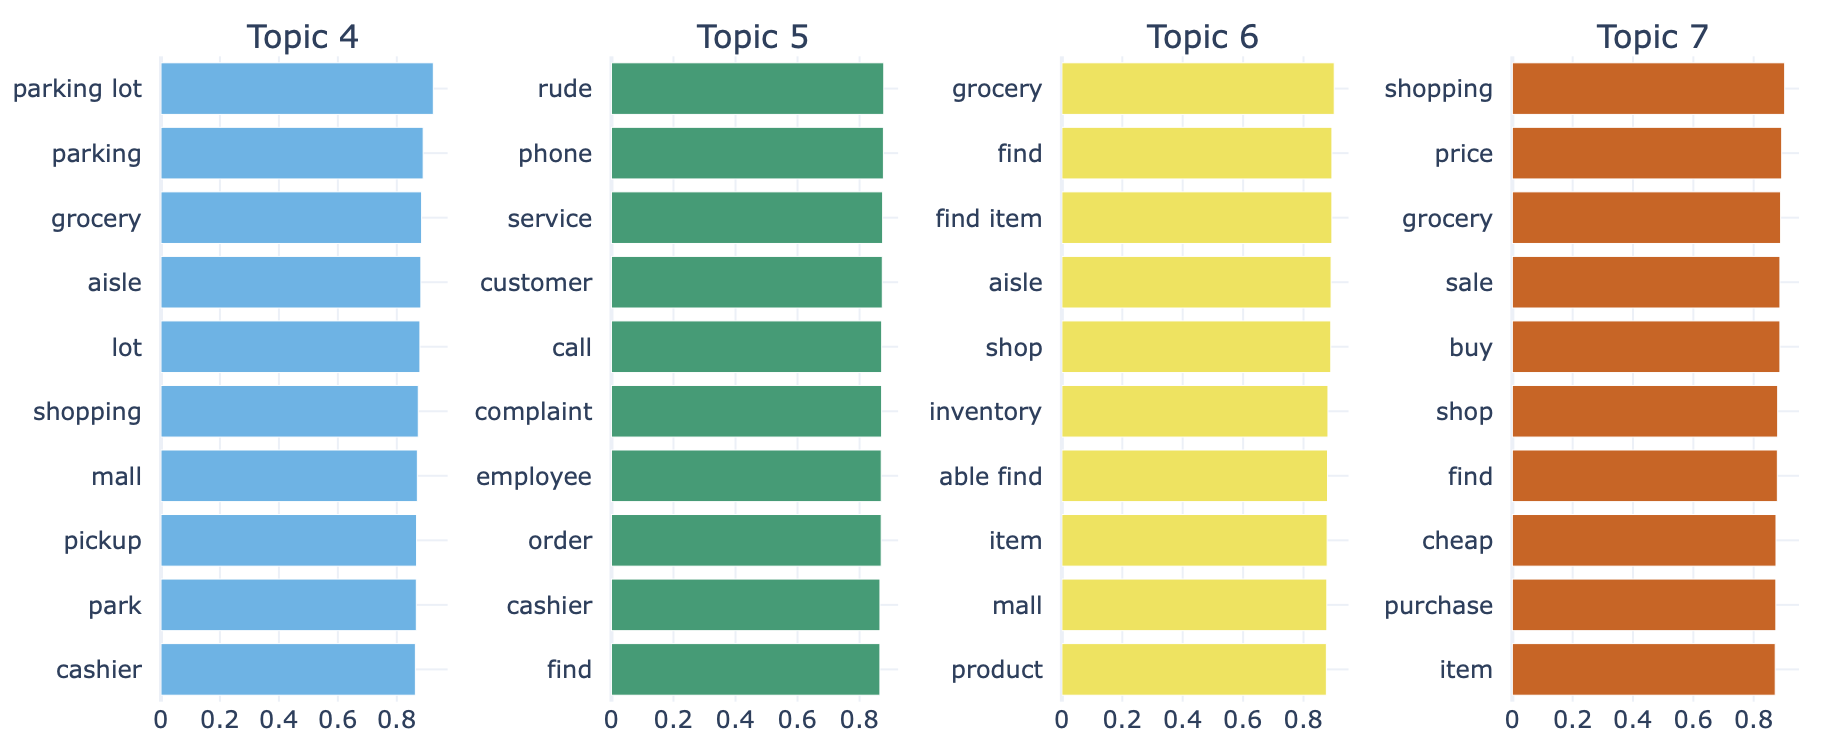 Topic 4
parking lot
parking
grocery
aisle
lot
shopping
mall
pickup
park
cashier
0 0.2 0.4 0.6 0.8
Topic 5
rude
phone
service
customer
call
complaint
employee
order
cashier
find
0 0.2 0.4 0.6 0.8
Topic 6
grocery
find
find item
aisle
shop
inventory
able find
item
mall
product
0 0.2 0.4 0.6 0.8
Topic 7
shopping
price
grocery
sale
buy
shop
find
cheap
purchase
item
0 0.2 0.4 0.6 0.8